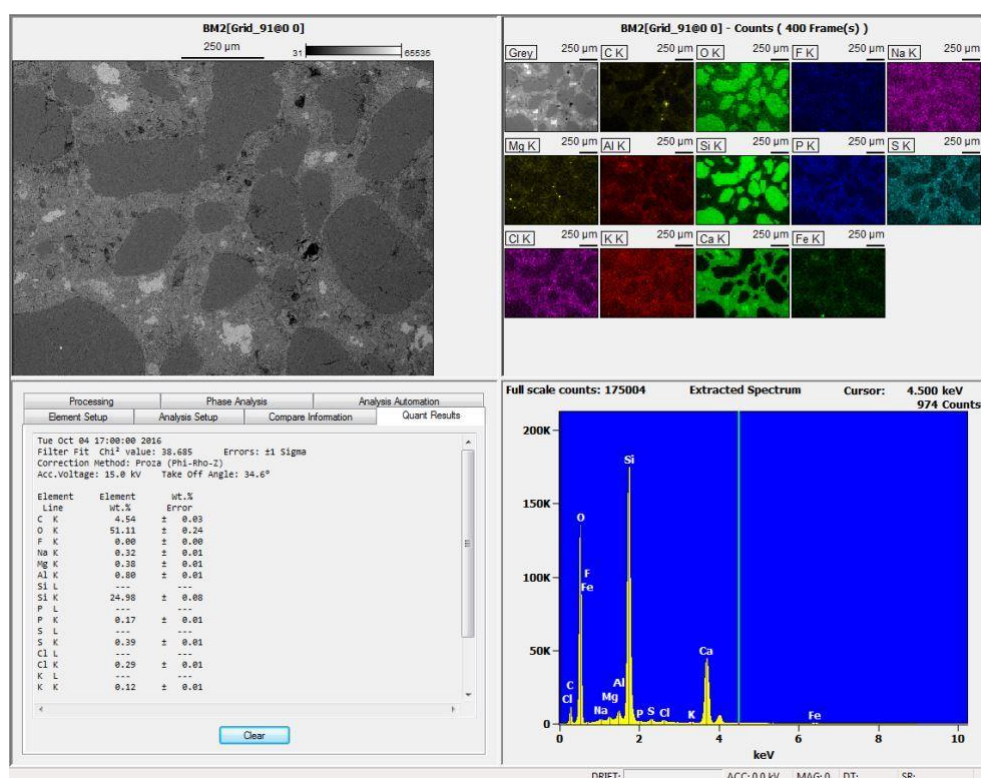 BM2[Grid_91@0 0]
250 µm
31
65535
BM2[Grid_91@0 0] - Counts ( 400 Frame(s) )
Grey 250 µm C K 250 µm O K 250 µm F K 250 µm Na K 250 µm
Mg K 250 µm Al K 250 µm Si K 250 µm P K 250 µm S K 250 µm
Cl K 250 µm K K 250 µm Ca K 250 µm Fe K 250 µm
Processing Phase Analysis Analysis Automation
Element Setup Analysis Setup Compare Information Quant Results
Tue Oct 04 17:00:00 2016
Filter Fit Chi² value: 38.685 Errors: ±1 Sigma
Correction Method: Proza (Phi-Rho-Z)
Acc.Voltage: 15.0 kV Take Off Angle: 34.6°
Element Element Wt.%
Line Wt.% Error
C K 4.54 ± 0.03
O K 51.11 ± 0.24
F K 0.00 ± 0.00
Na K 0.32 ± 0.01
Mg K 0.38 ± 0.01
Al K 0.80 ± 0.01
Si L --- ---
Si K 24.98 ± 0.08
P L --- ---
P K 0.17 ± 0.01
S L --- ---
S K 0.39 ± 0.01
Cl L --- ---
Cl K 0.29 ± 0.01
K L --- ---
K K 0.12 ± 0.01
Clear
Full scale counts: 175004 Extracted Spectrum Cursor: 4.500 keV
974 Counts
200K
Si
150K
O
100K
F
Fe
50K
Ca
C
Cl
Al
Mg
Na P S Cl K Fe
0
0 2 4 6 8 10
keV
DRIFT: ACC: 0.0 kV MAG: 0 DT: SR: